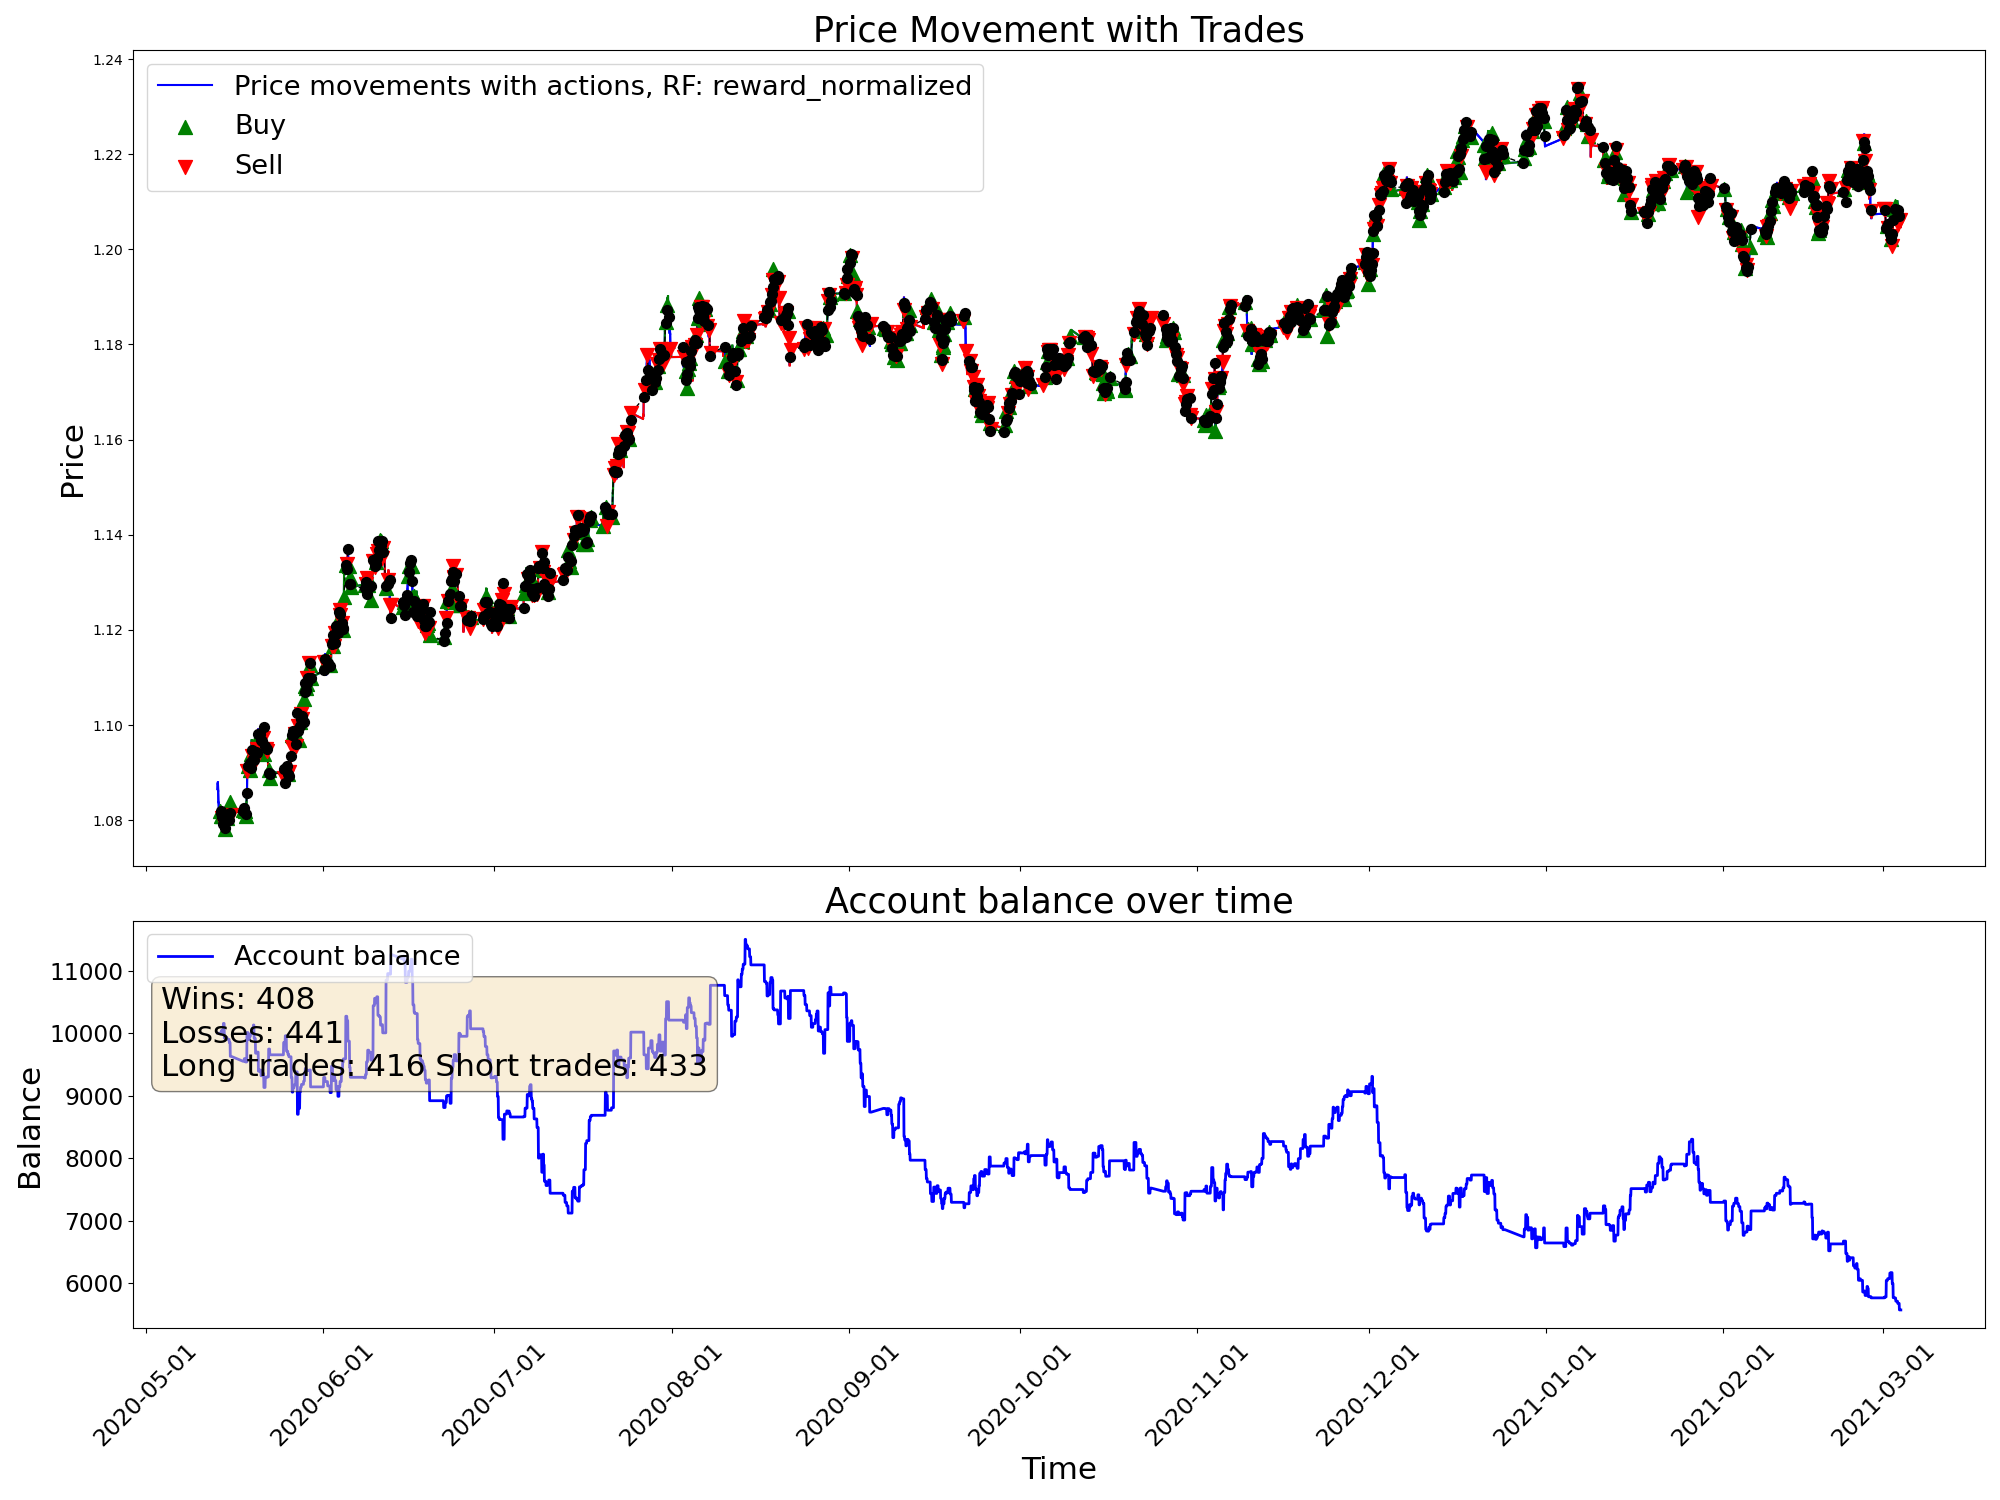 Price Movement with Trades
1.24
1.22
1.20
1.18
1.16
1.14
1.12
1.10
1.08
Price
Price movements with actions, RF: reward_normalized
Buy
Sell
Account balance over time
11000
10000
9000
8000
7000
6000
Balance
Account balance
Wins: 408
Losses: 441
Long trades: 416 Short trades: 433
2020-05-01
2020-06-01
2020-07-01
2020-08-01
2020-09-01
2020-10-01
2020-11-01
2020-12-01
2021-01-01
2021-02-01
2021-03-01
Time